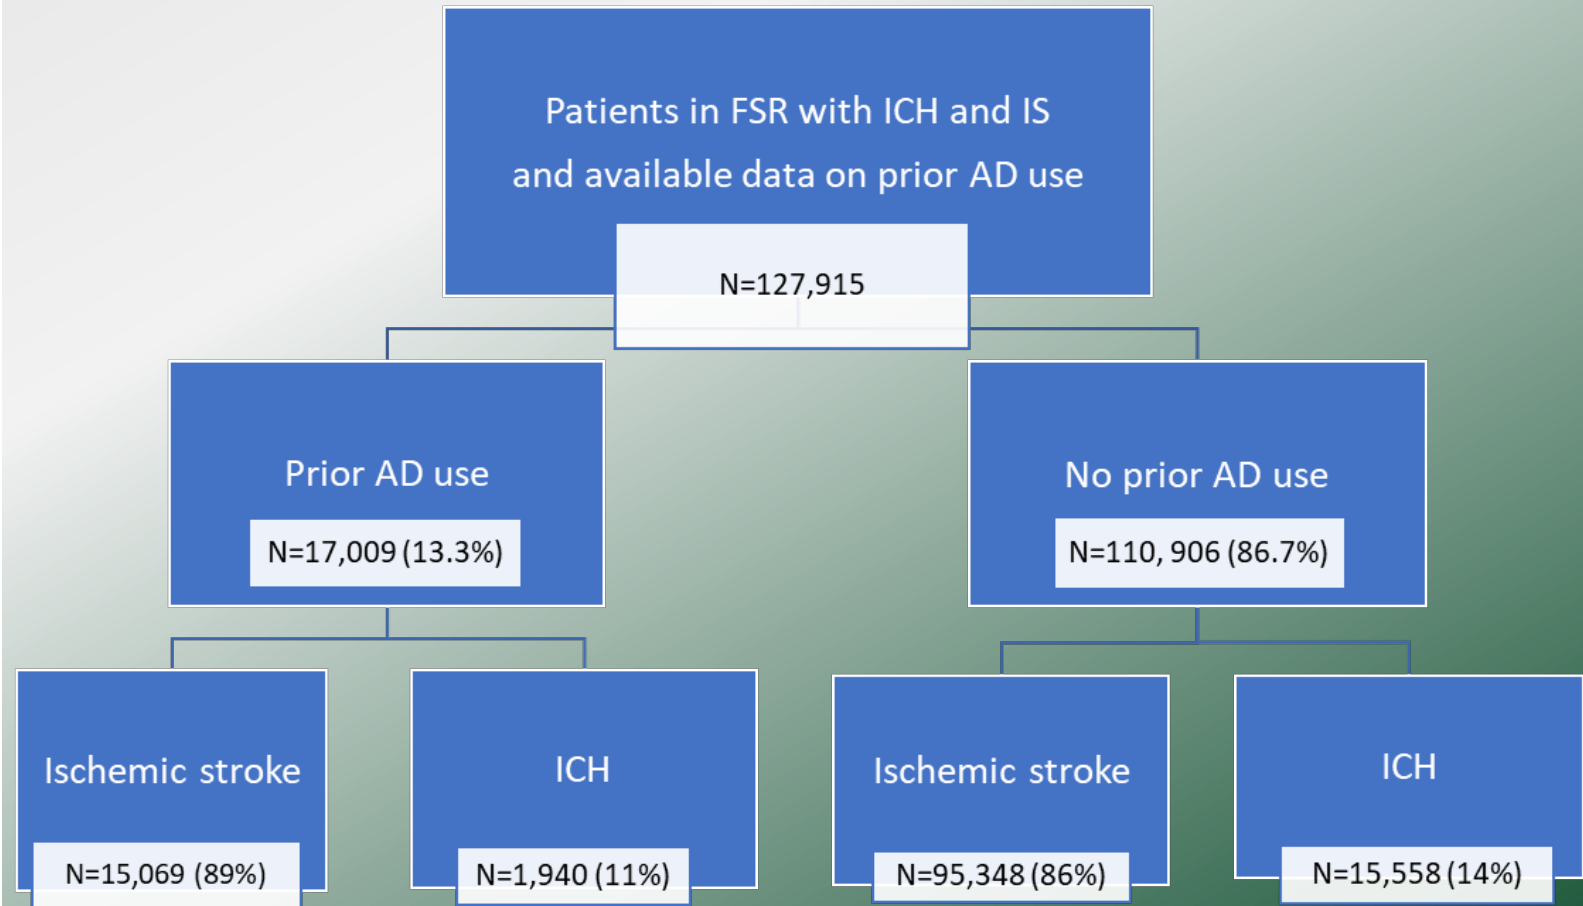 Patients in FSR with ICH and IS
and available data on prior AD use
N=127,915
Prior AD use
N=17,009 (13.3%)
No prior AD use
N=110, 906 (86.7%)
Ischemic stroke
N=15,069 (89%)
ICH
N=1,940 (11%)
Ischemic stroke
N=95,348 (86%)
ICH
N=15,558 (14%)